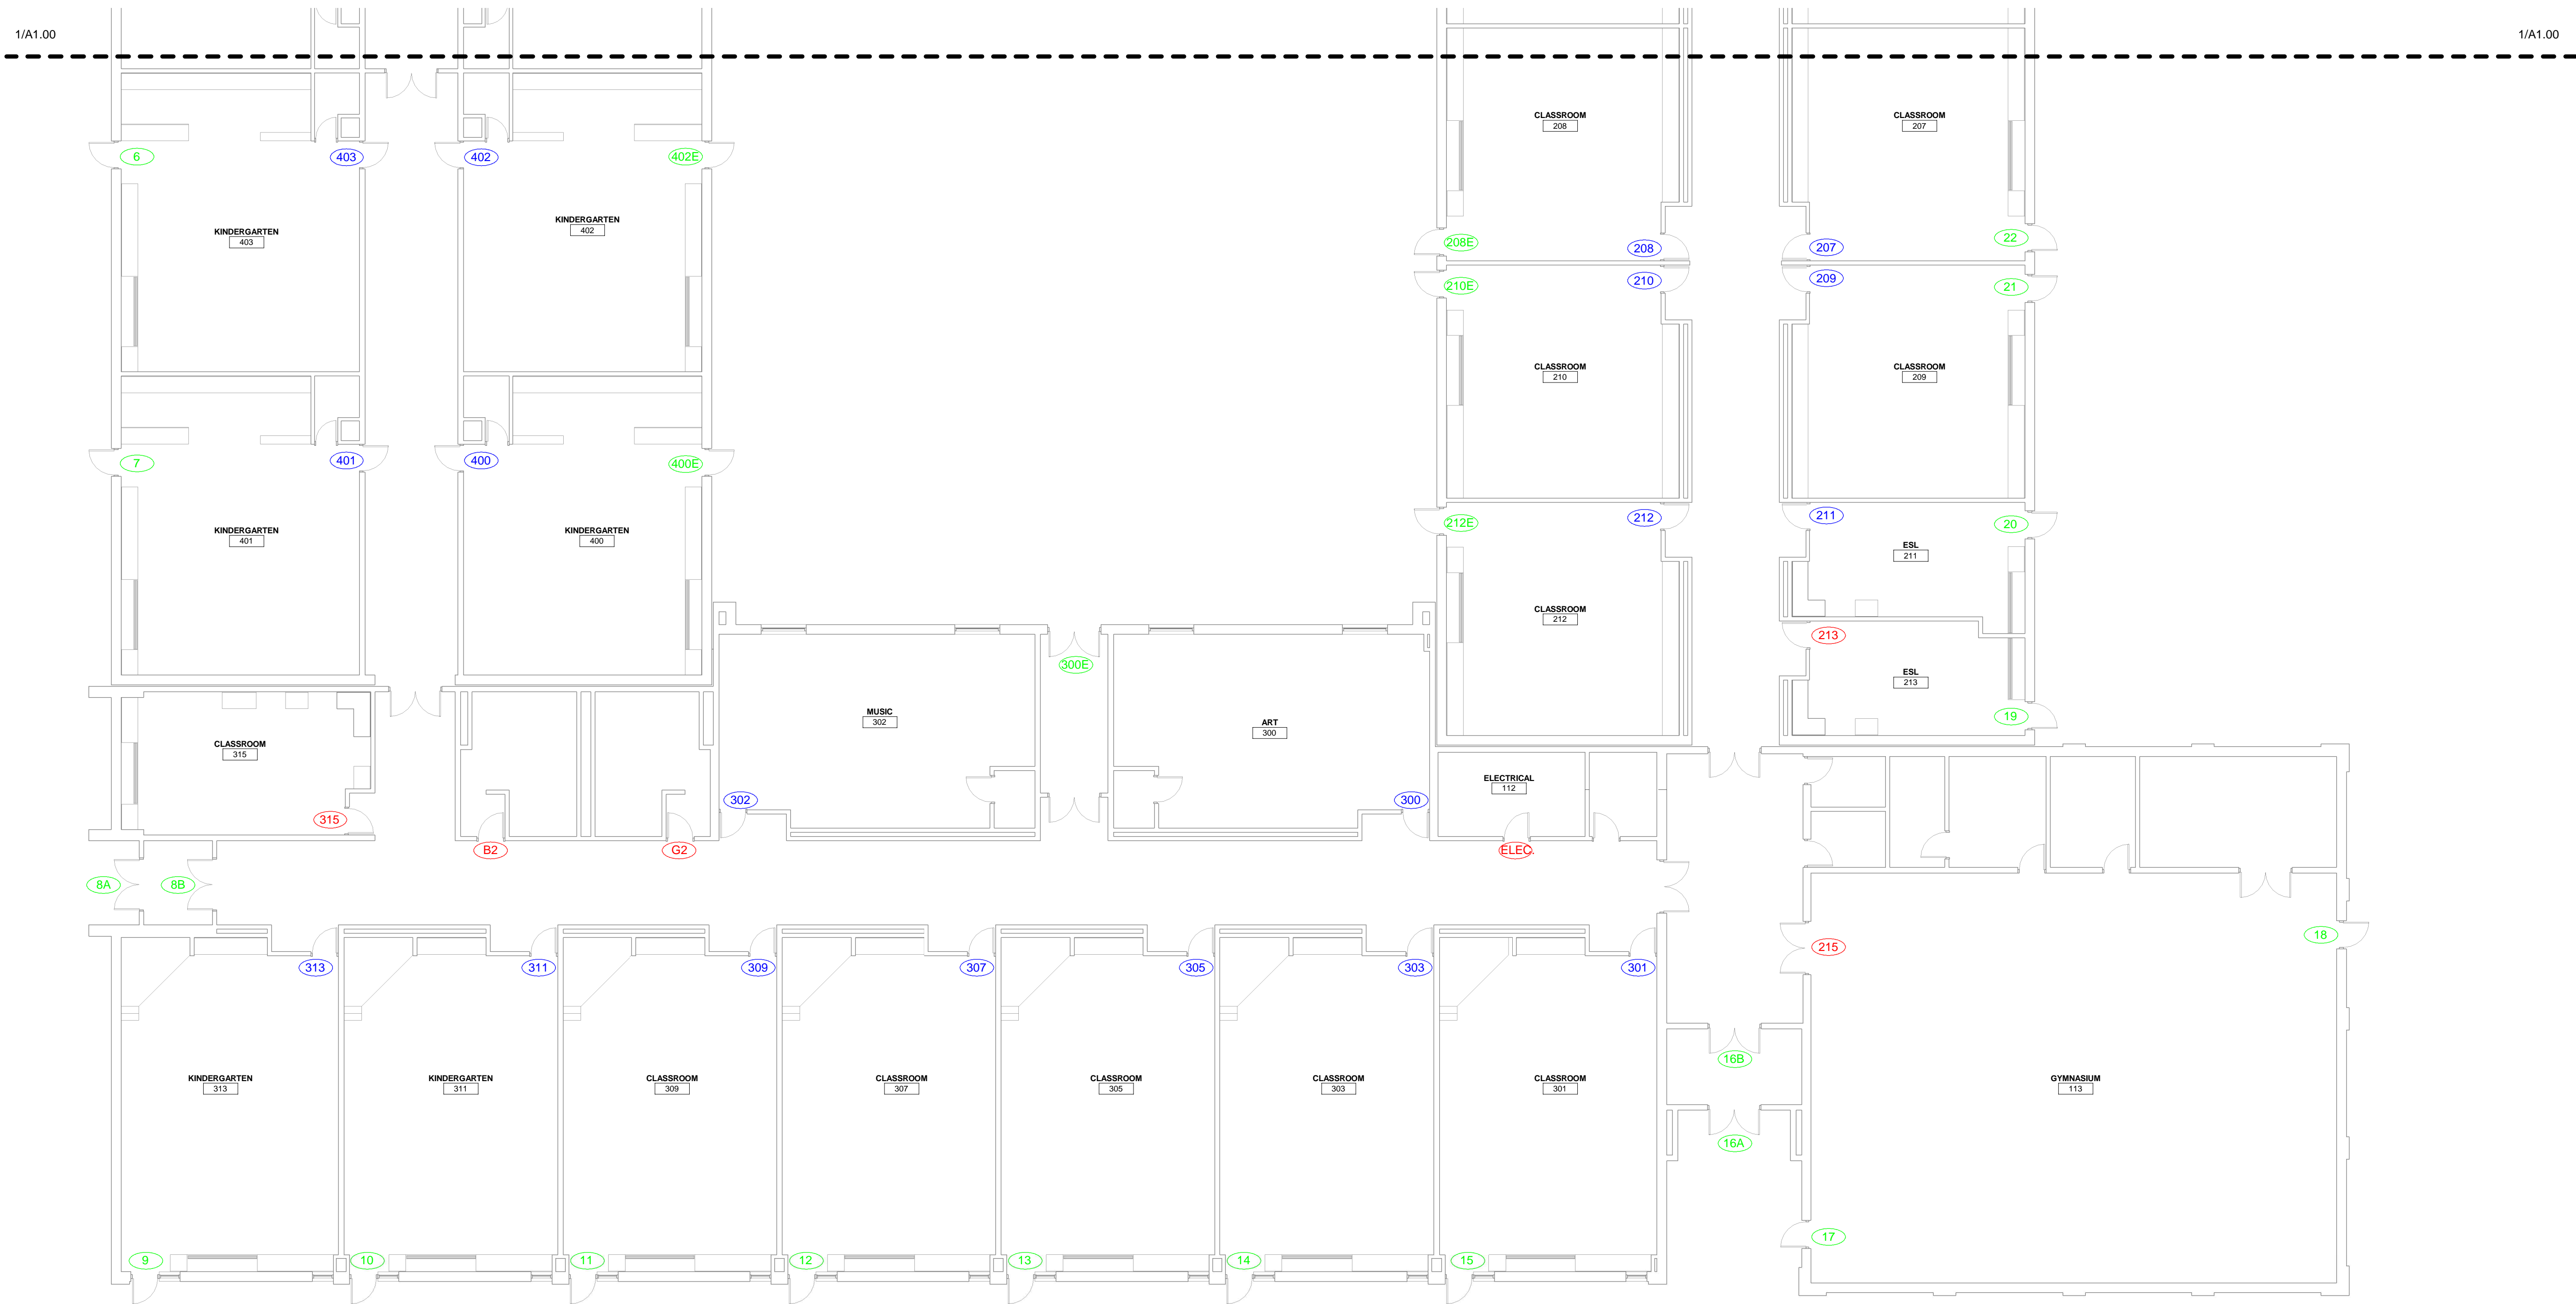 1/A1.00
1/A1.00
CLASSROOM
208
CLASSROOM
207
6
403
402
402E
KINDERGARTEN
403
KINDERGARTEN
402
208E
208
207
22
210E
210
209
21
CLASSROOM
210
CLASSROOM
209
7
401
400
400E
KINDERGARTEN
401
KINDERGARTEN
400
212E
212
211
20
ESL
211
CLASSROOM
212
213
300E
ESL
213
19
MUSIC
302
ART
300
CLASSROOM
315
ELECTRICAL
112
315
302
300
B2
G2
ELEC.
8A
8B
215
18
313
311
309
307
305
303
301
16B
KINDERGARTEN
313
KINDERGARTEN
311
CLASSROOM
309
CLASSROOM
307
CLASSROOM
305
CLASSROOM
303
CLASSROOM
301
GYMNASIUM
113
16A
17
9
10
11
12
13
14
15